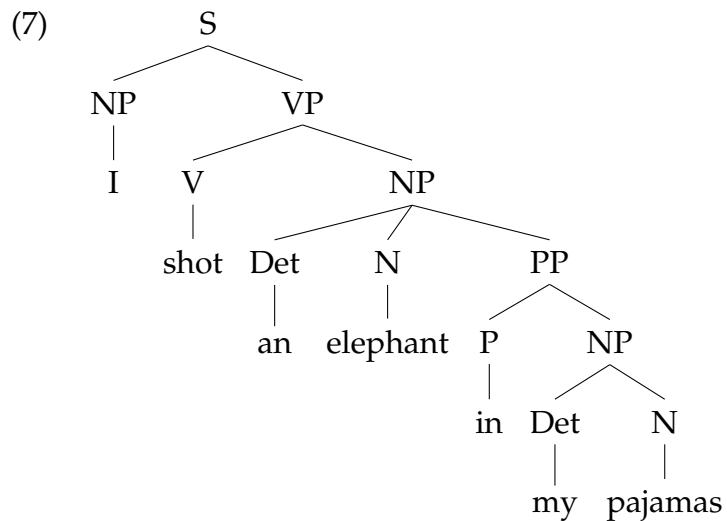 (7) S
NP VP
I V NP
shot Det N PP
an elephant P NP
in Det N
my pajamas